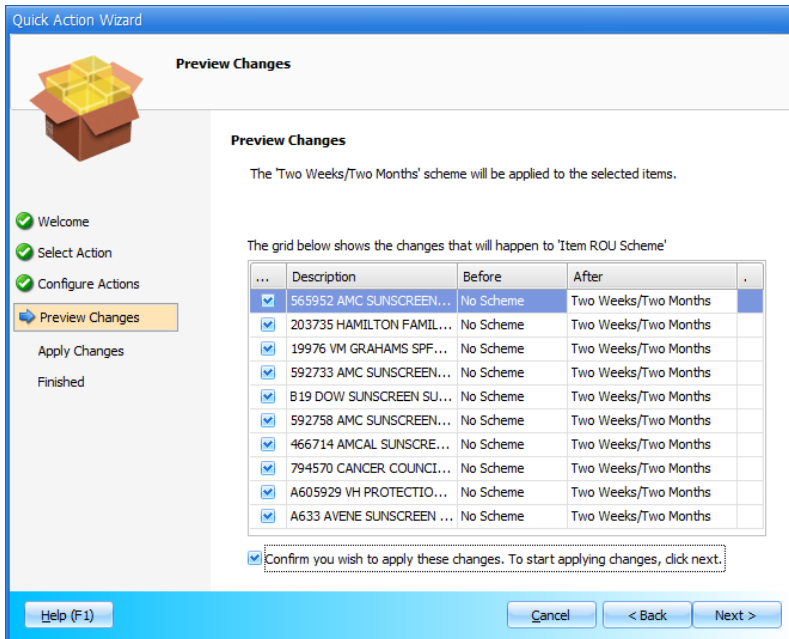 Quick Action Wizard
Preview Changes
Preview Changes
The 'Two Weeks/Two Months' scheme will be applied to the selected items.
Welcome
Select Action
Configure Actions
Preview Changes
Apply Changes
Finished
The grid below shows the changes that will happen to 'Item ROU Scheme'
... Description Before After .
565952 AMC SUNSCREEN... No Scheme Two Weeks/Two Months
203735 HAMILTON FAMIL... No Scheme Two Weeks/Two Months
19976 VM GRAHAMS SPF... No Scheme Two Weeks/Two Months
592733 AMC SUNSCREEN... No Scheme Two Weeks/Two Months
B19 DOW SUNSCREEN SU... No Scheme Two Weeks/Two Months
592758 AMC SUNSCREEN... No Scheme Two Weeks/Two Months
466714 AMCAL SUNSCRE... No Scheme Two Weeks/Two Months
794570 CANCER COUNCI... No Scheme Two Weeks/Two Months
A605929 VH PROTECTIO... No Scheme Two Weeks/Two Months
A633 AVENE SUNSCREEN ... No Scheme Two Weeks/Two Months
Confirm you wish to apply these changes. To start applying changes, click next.
Help (F1) Cancel < Back Next >